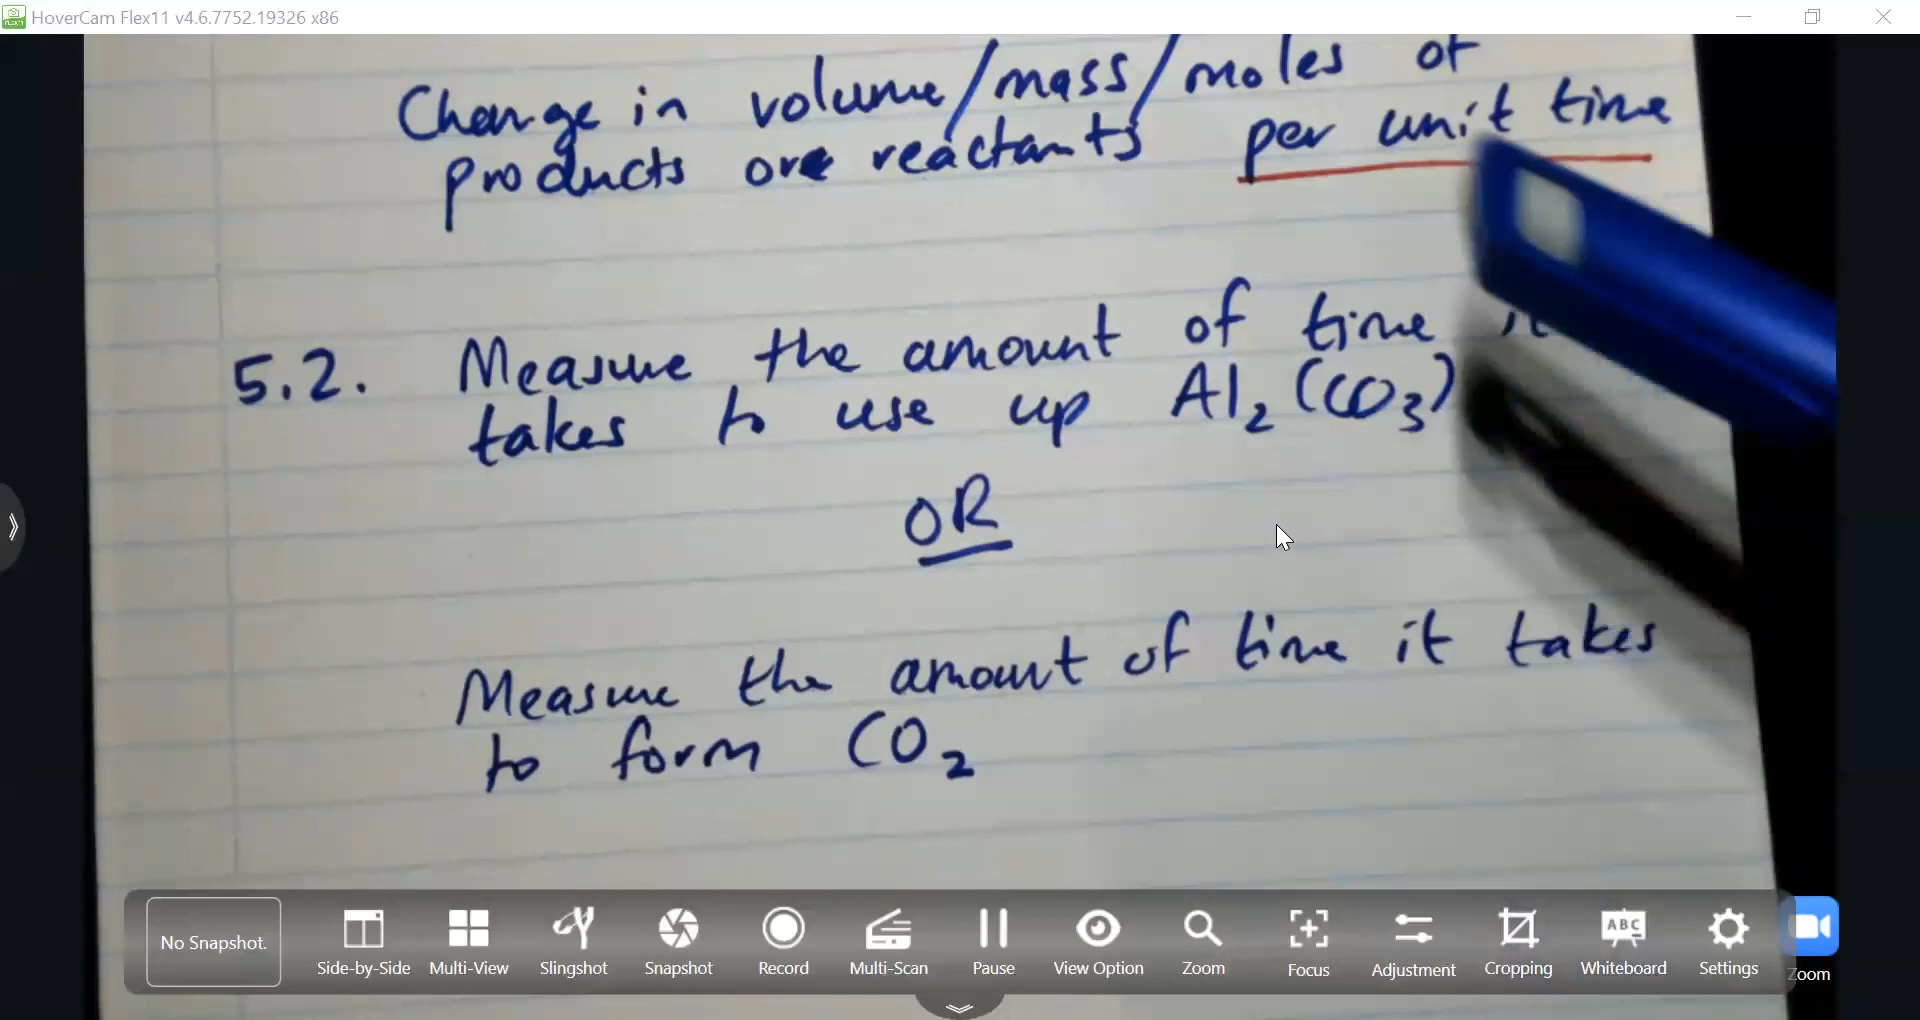 HoverCam Flex11 v4.6.7752.19326 x86
Change in volume/mass/moles of
products or reactants per unit time
5.2. Measure the amount of time it
takes to use up Al2(CO3)
OR
Measure the amount of time it takes
to form CO2
No Snapshot.
Side-by-Side Multi-View Slingshot Snapshot Record Multi-Scan Pause View Option Zoom Focus Adjustment Cropping Whiteboard Settings Zoom